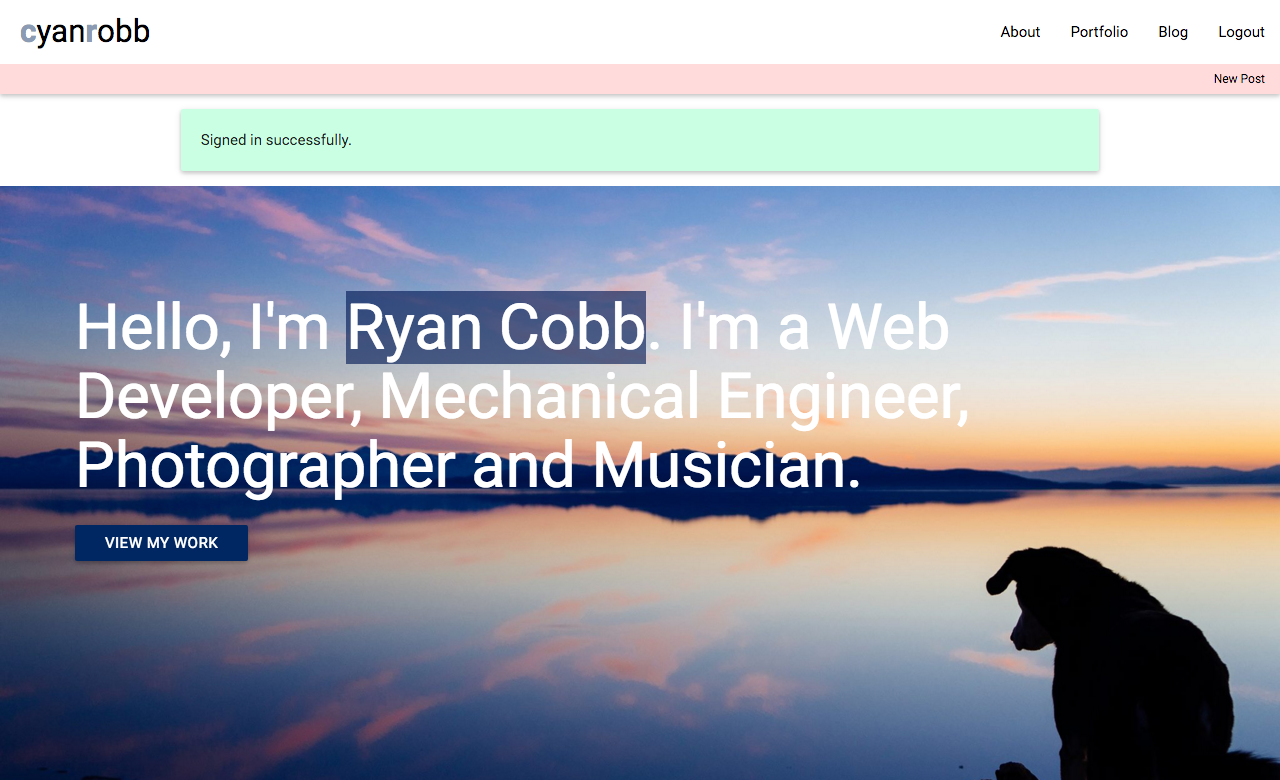 cyanrobb
About Portfolio Blog Logout
New Post
Signed in successfully.
Hello, I'm Ryan Cobb. I'm a Web
Developer, Mechanical Engineer,
Photographer and Musician.
VIEW MY WORK